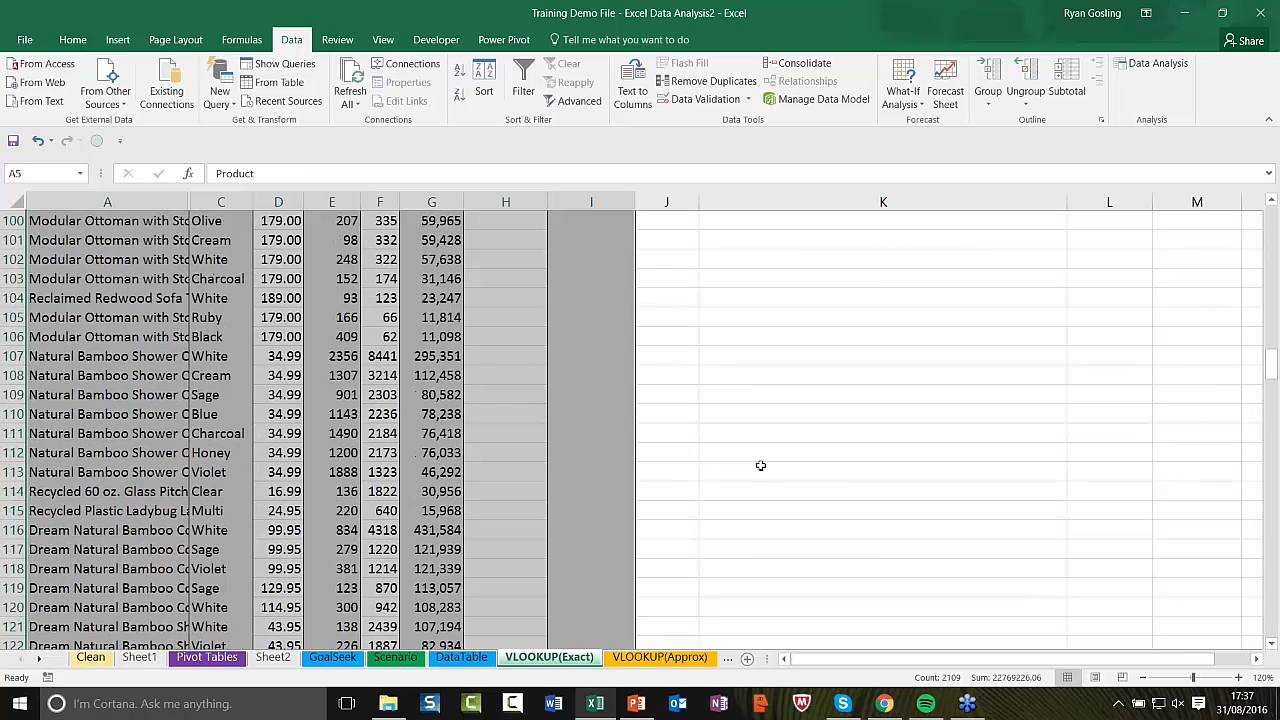 Training Demo File - Excel Data Analysis2 - Excel
Ryan Gosling
File Home Insert Page Layout Formulas Data Review View Developer Power Pivot Tell me what you want to do
Share
From Access
From Web
From Text
From Other
Sources
Existing
Connections
Get External Data
New
Query
Show Queries
From Table
Recent Sources
Get & Transform
Refresh
All
Connections
Properties
Edit Links
Connections
Sort
Filter
Clear
Reapply
Advanced
Sort & Filter
Text to
Columns
Flash Fill
Remove Duplicates
Data Validation
Consolidate
Relationships
Manage Data Model
Data Tools
What-If
Analysis
Forecast
Sheet
Forecast
Group
Ungroup
Subtotal
Outline
Data Analysis
Analysis
A5 fx Product
A C D E F G H I J K L M
100 Modular Ottoman with Sto Olive 179.00 207 335 59,965
101 Modular Ottoman with Sto Cream 179.00 98 332 59,428
102 Modular Ottoman with Sto White 179.00 248 322 57,638
103 Modular Ottoman with Sto Charcoal 179.00 152 174 31,146
104 Reclaimed Redwood Sofa White 189.00 93 123 23,247
105 Modular Ottoman with Sto Ruby 179.00 166 66 11,814
106 Modular Ottoman with Sto Black 179.00 409 62 11,098
107 Natural Bamboo Shower C White 34.99 2356 8441 295,351
108 Natural Bamboo Shower C Cream 34.99 1307 3214 112,458
109 Natural Bamboo Shower C Sage 34.99 901 2303 80,582
110 Natural Bamboo Shower C Blue 34.99 1143 2236 78,238
111 Natural Bamboo Shower C Charcoal 34.99 1490 2184 76,418
112 Natural Bamboo Shower C Honey 34.99 1200 2173 76,033
113 Natural Bamboo Shower C Violet 34.99 1888 1323 46,292
114 Recycled 60 oz. Glass Pitch Clear 16.99 136 1822 30,956
115 Recycled Plastic Ladybug La Multi 24.95 220 640 15,968
116 Dream Natural Bamboo Co White 99.95 834 4318 431,584
117 Dream Natural Bamboo Co Sage 99.95 279 1220 121,939
118 Dream Natural Bamboo Co Violet 99.95 381 1214 121,339
119 Dream Natural Bamboo Co Sage 129.95 123 870 113,057
120 Dream Natural Bamboo Co White 114.95 300 942 108,283
121 Dream Natural Bamboo Sh White 43.95 138 2439 107,194
122 Dream Natural Bamboo Sh Violet 43.95 226 1887 82,934
Clean Sheet1 Pivot Tables Sheet2 GoalSeek Scenario DataTable VLOOKUP(Exact) VLOOKUP(Approx) ...
Ready
Count: 2109 Sum: 22769226.06
120%
I'm Cortana. Ask me anything.
17:37
31/08/2016